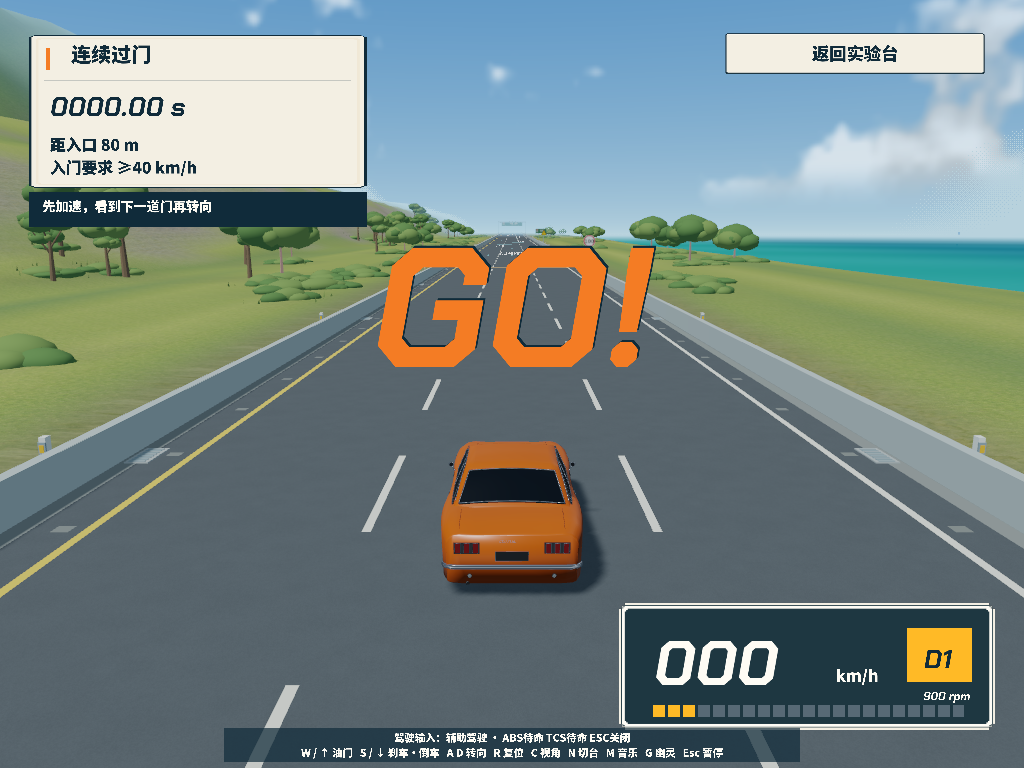 连续过门
0000.00 s
距入口 80 m
入门要求 ≥40 km/h
先加速，看到下一道门再转向
返回实验台
GO!
000 km/h
D1
900 rpm
驾驶输入：辅助驾驶 · ABS待命 TCS待命 ESC关闭
W / ↑ 油门 S / ↓ 刹车·倒车 A D 转向 R 复位 C 视角 N 切台 M 音乐 G 幽灵 Esc 暂停